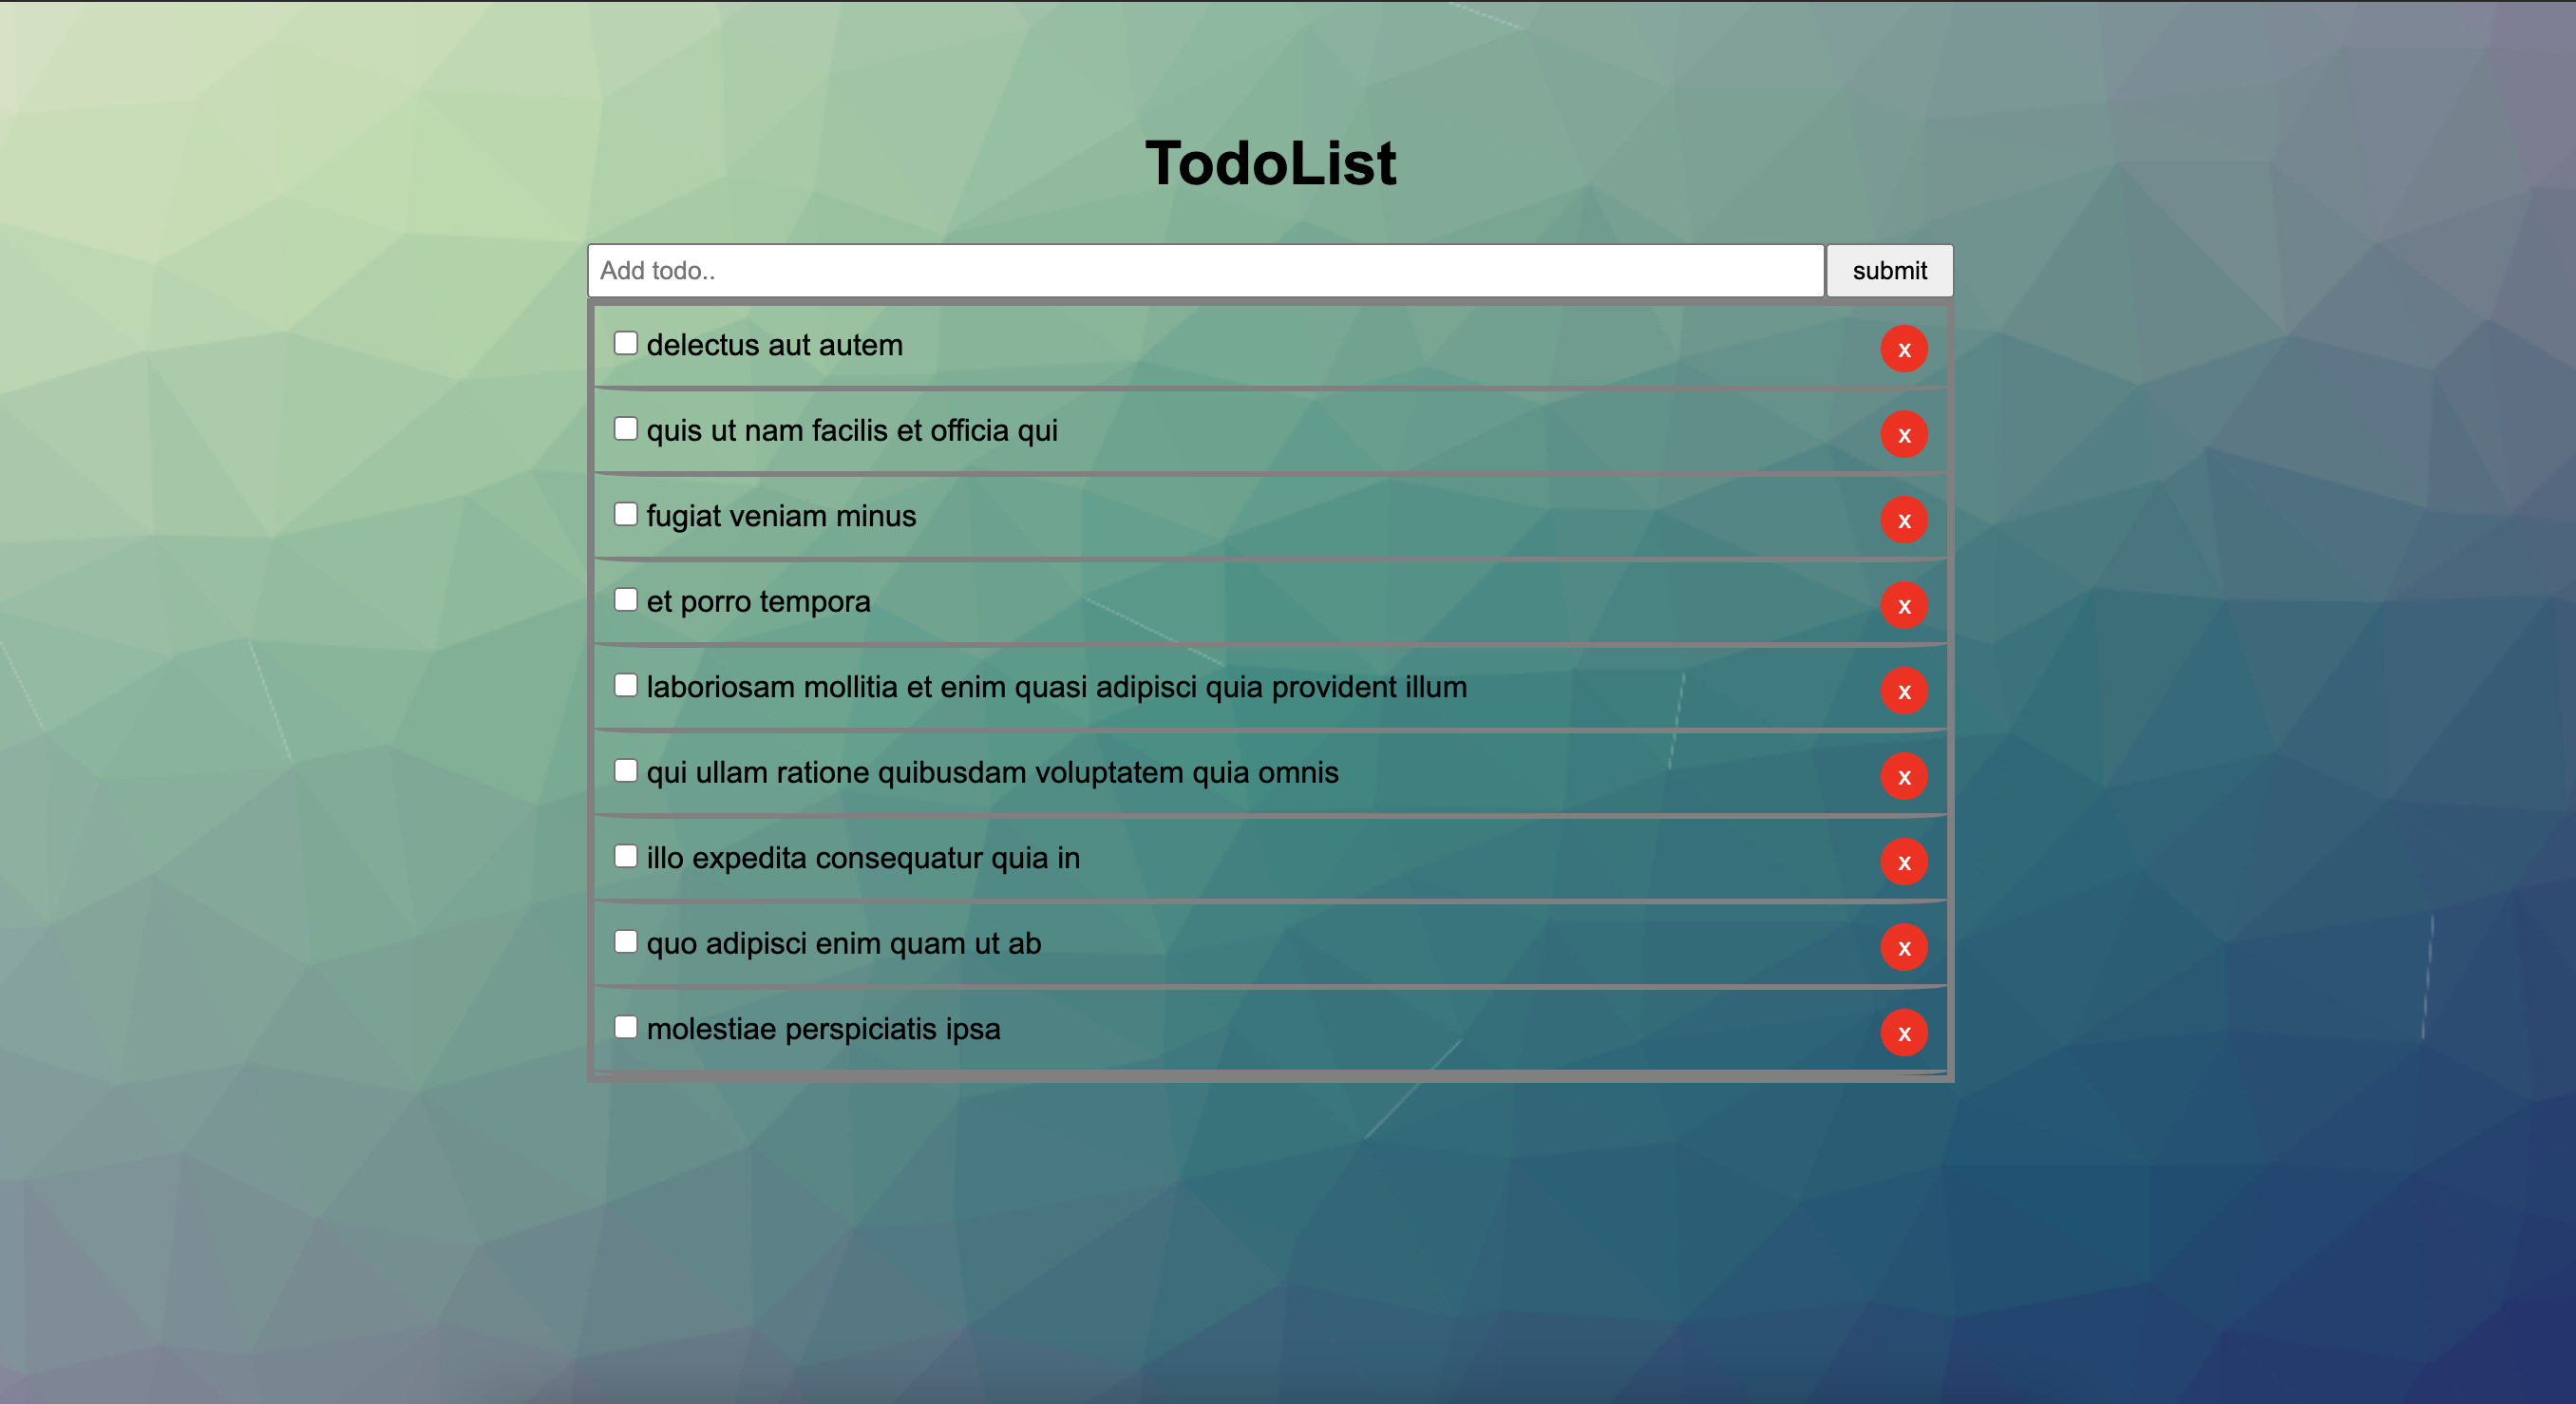 TodoList
Add todo.. submit
delectus aut autem x
quis ut nam facilis et officia qui x
fugiat veniam minus x
et porro tempora x
laboriosam mollitia et enim quasi adipisci quia provident illum x
qui ullam ratione quibusdam voluptatem quia omnis x
illo expedita consequatur quia in x
quo adipisci enim quam ut ab x
molestiae perspiciatis ipsa x